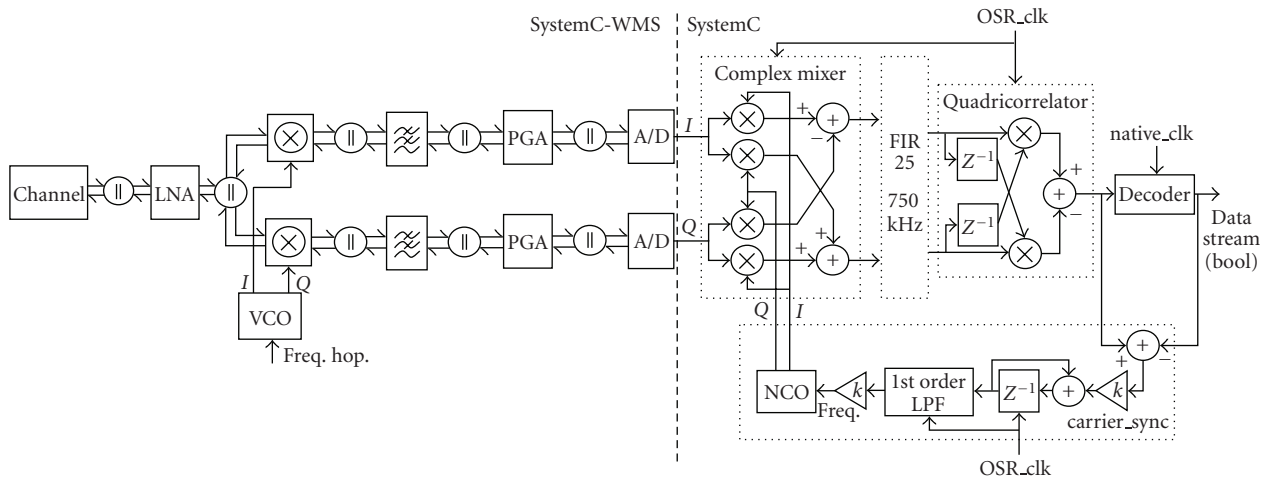 SystemC-WMS
SystemC
OSR_clk
Complex mixer
Quadricorrelator
Channel
||
LNA
||
×
||
||
PGA
||
A/D
I
×
×
×
×
+
−
+
+
+
+
FIR
25
750
kHz
Z⁻¹
Z⁻¹
×
×
+
+
−
native_clk
Decoder
Data
stream
(bool)
×
||
||
PGA
||
A/D
Q
I
Q
VCO
Freq. hop.
Q
I
NCO
Freq.
k
1st order
LPF
Z⁻¹
+
k
+
+
−
carrier_sync
OSR_clk